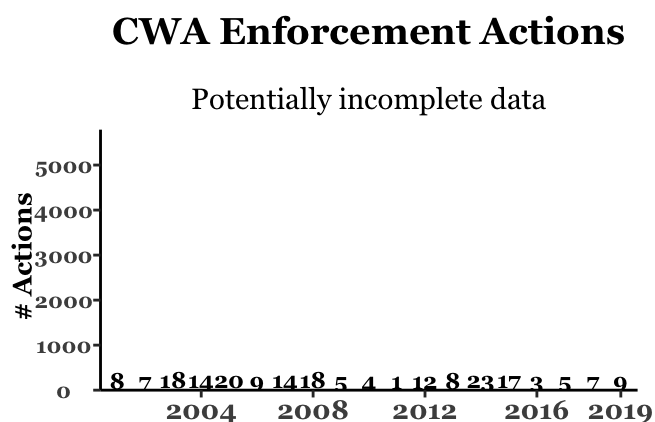 CWA Enforcement Actions
Potentially incomplete data
# Actions
5000
4000
3000
2000
1000
0
8 7 18 14 20 9 14 18 5 4 1 12 8 23 17 3 5 7 9
2004 2008 2012 2016 2019